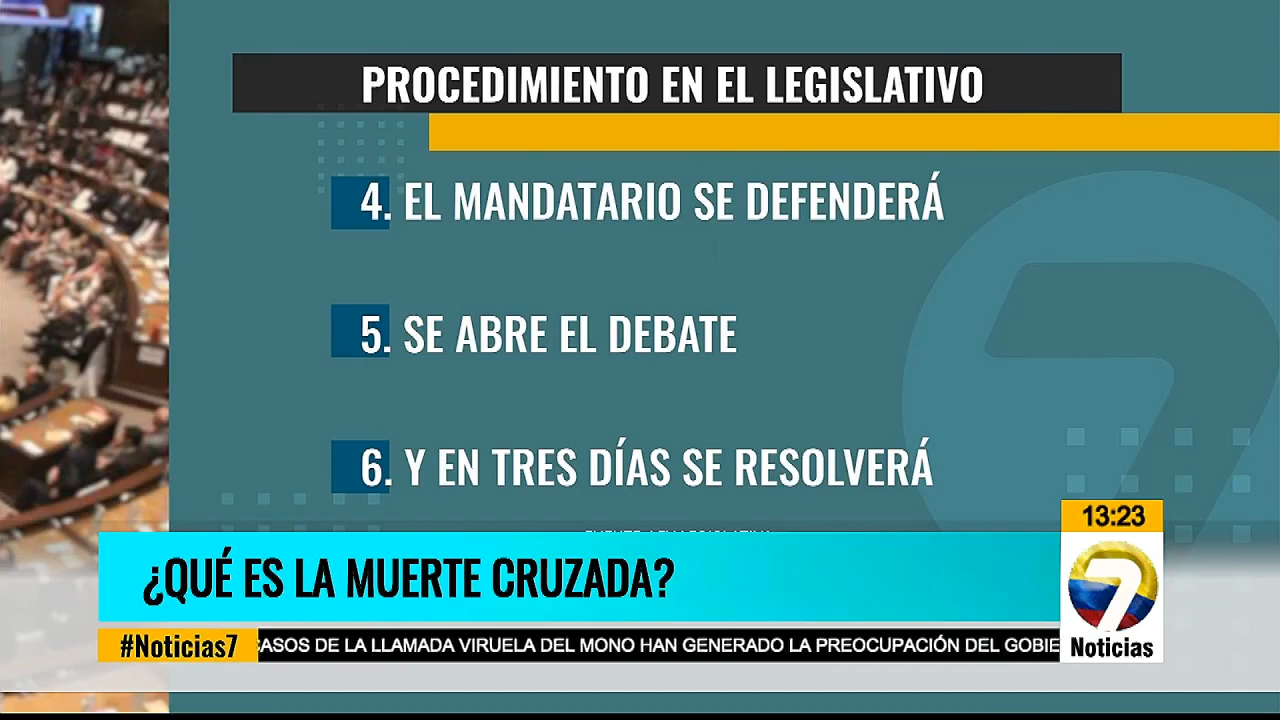 PROCEDIMIENTO EN EL LEGISLATIVO
4. EL MANDATARIO SE DEFENDERÁ
5. SE ABRE EL DEBATE
6. Y EN TRES DÍAS SE RESOLVERÁ
13:23
¿QUÉ ES LA MUERTE CRUZADA?
7
Noticias
#Noticias7
CASOS DE LA LLAMADA VIRUELA DEL MONO HAN GENERADO LA PREOCUPACIÓN DEL GOBIE